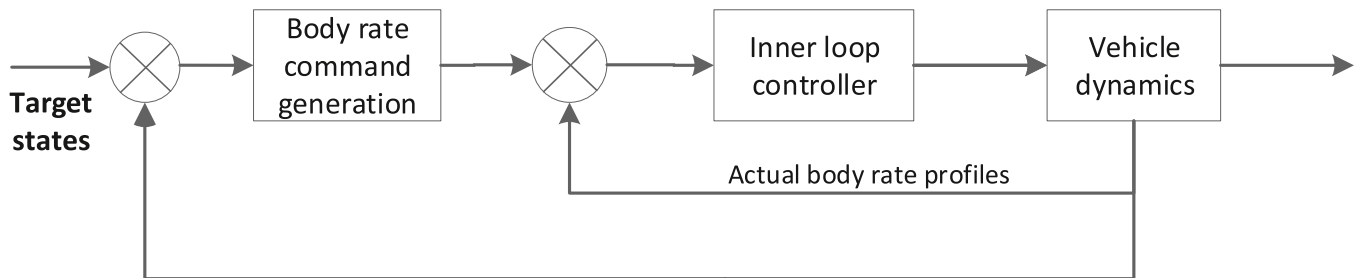 Target
states
Body rate
command
generation
Inner loop
controller
Vehicle
dynamics
Actual body rate profiles